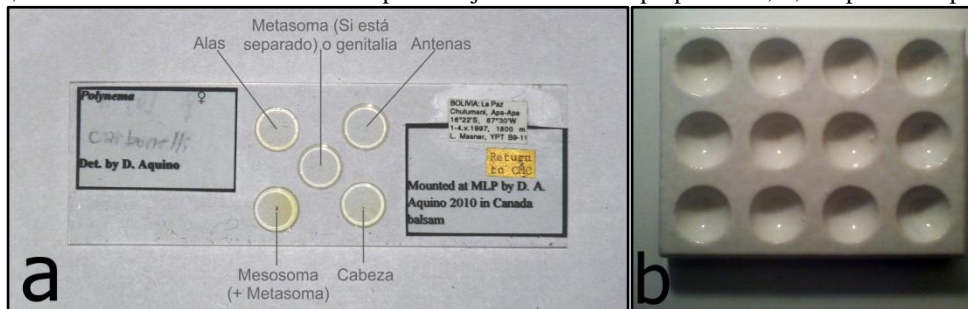 Metasoma (Si está
separado) o genitalia
Alas
Antenas
Polynema ♀
carbonelli
Det. by D. Aquino
BOLIVIA: La Paz
Chulumani, Apa-Apa
16°22'S, 67°30'W
1-4.v.1997, 1800 m
L. Masner, YPT B9-11
Return
to CMC
Mounted at MLP by D. A.
Aquino 2010 in Canada
balsam
Mesosoma
(+ Metasoma)
Cabeza
a
b